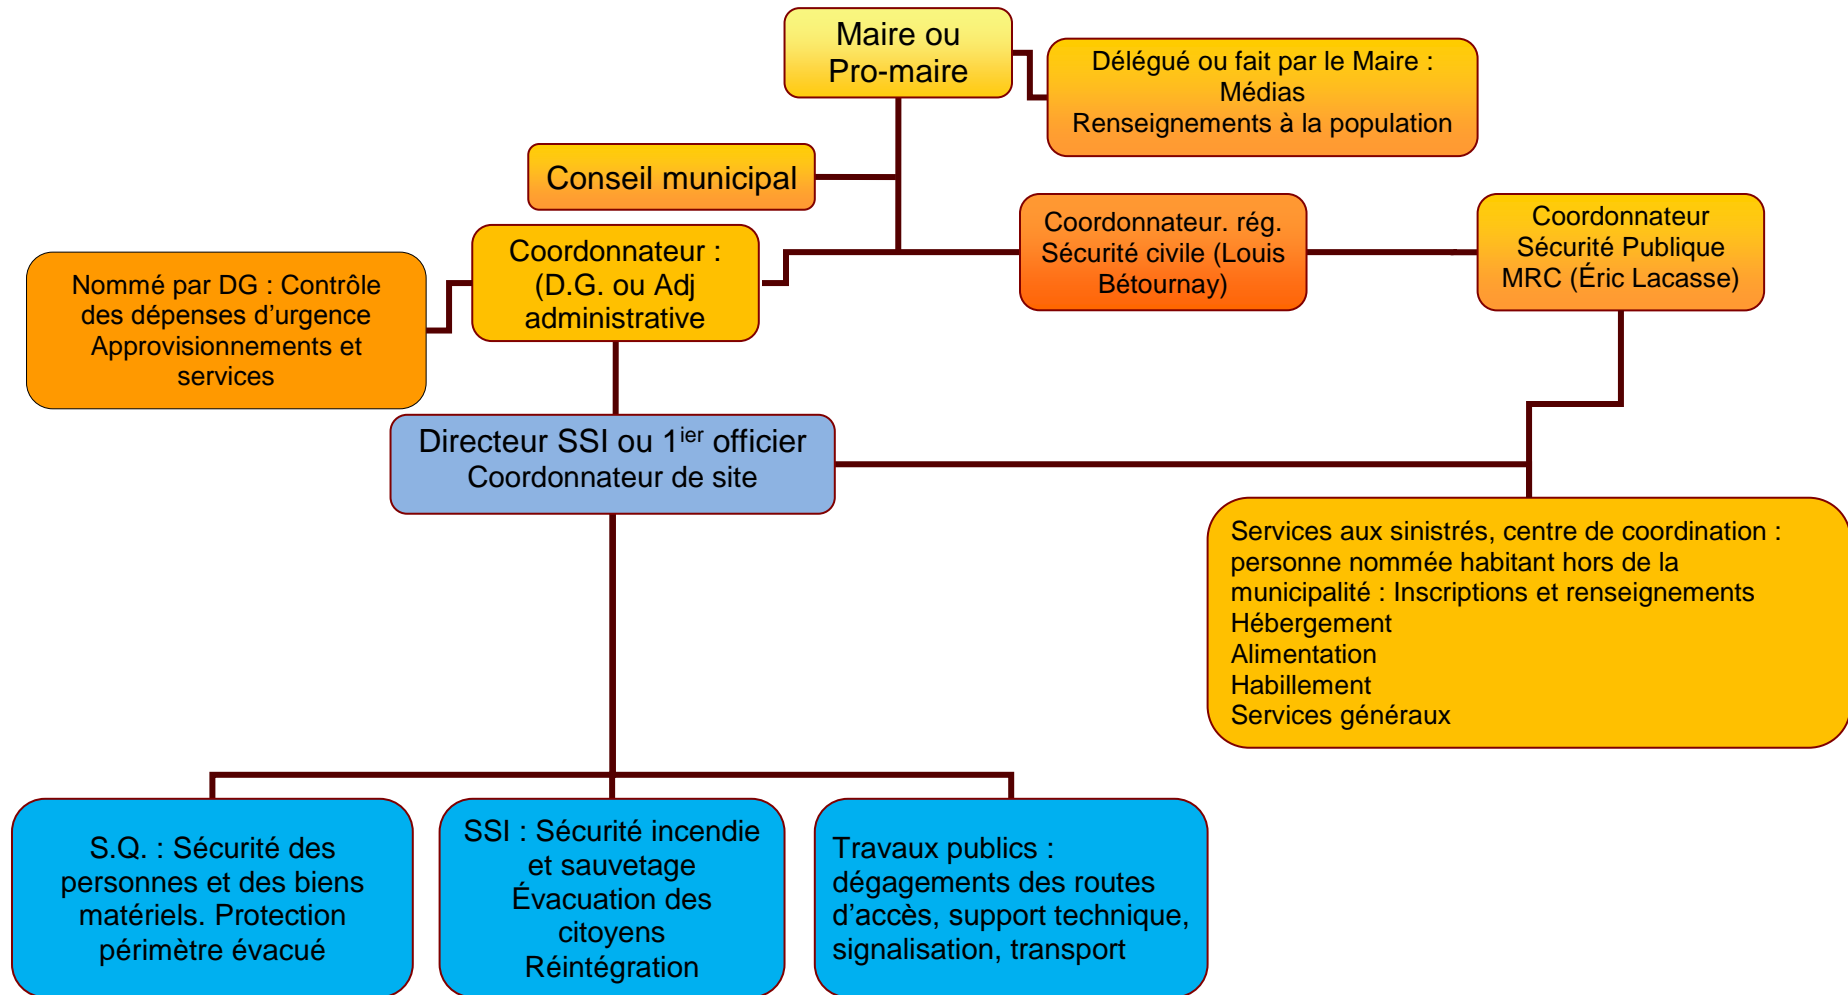 Maire ou
Pro-maire
Délégué ou fait par le Maire :
Médias
Renseignements à la population
Conseil municipal
Coordonnateur. rég.
Sécurité civile (Louis
Bétournay)
Coordonnateur
Sécurité Publique
MRC (Éric Lacasse)
Coordonnateur :
(D.G. ou Adj
administrative
Nommé par DG : Contrôle
des dépenses d’urgence
Approvisionnements et
services
Directeur SSI ou 1ier officier
Coordonnateur de site
Services aux sinistrés, centre de coordination :
personne nommée habitant hors de la
municipalité : Inscriptions et renseignements
Hébergement
Alimentation
Habillement
Services généraux
S.Q. : Sécurité des
personnes et des biens
matériels. Protection
périmètre évacué
SSI : Sécurité incendie
et sauvetage
Évacuation des
citoyens
Réintégration
Travaux publics :
dégagements des routes
d’accès, support technique,
signalisation, transport